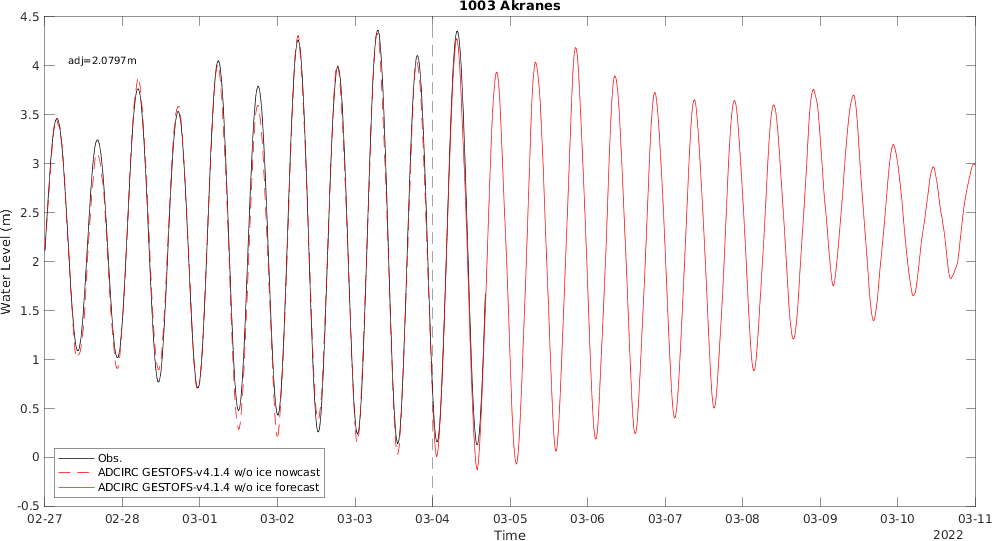 1003 Akranes
4.5
4
3.5
3
2.5
2
1.5
1
0.5
0
-0.5
Water Level (m)
adj=2.0797m
Obs.
ADCIRC GESTOFS-v4.1.4 w/o ice nowcast
ADCIRC GESTOFS-v4.1.4 w/o ice forecast
02-27 02-28 03-01 03-02 03-03 03-04 03-05 03-06 03-07 03-08 03-09 03-10 03-11
Time
2022